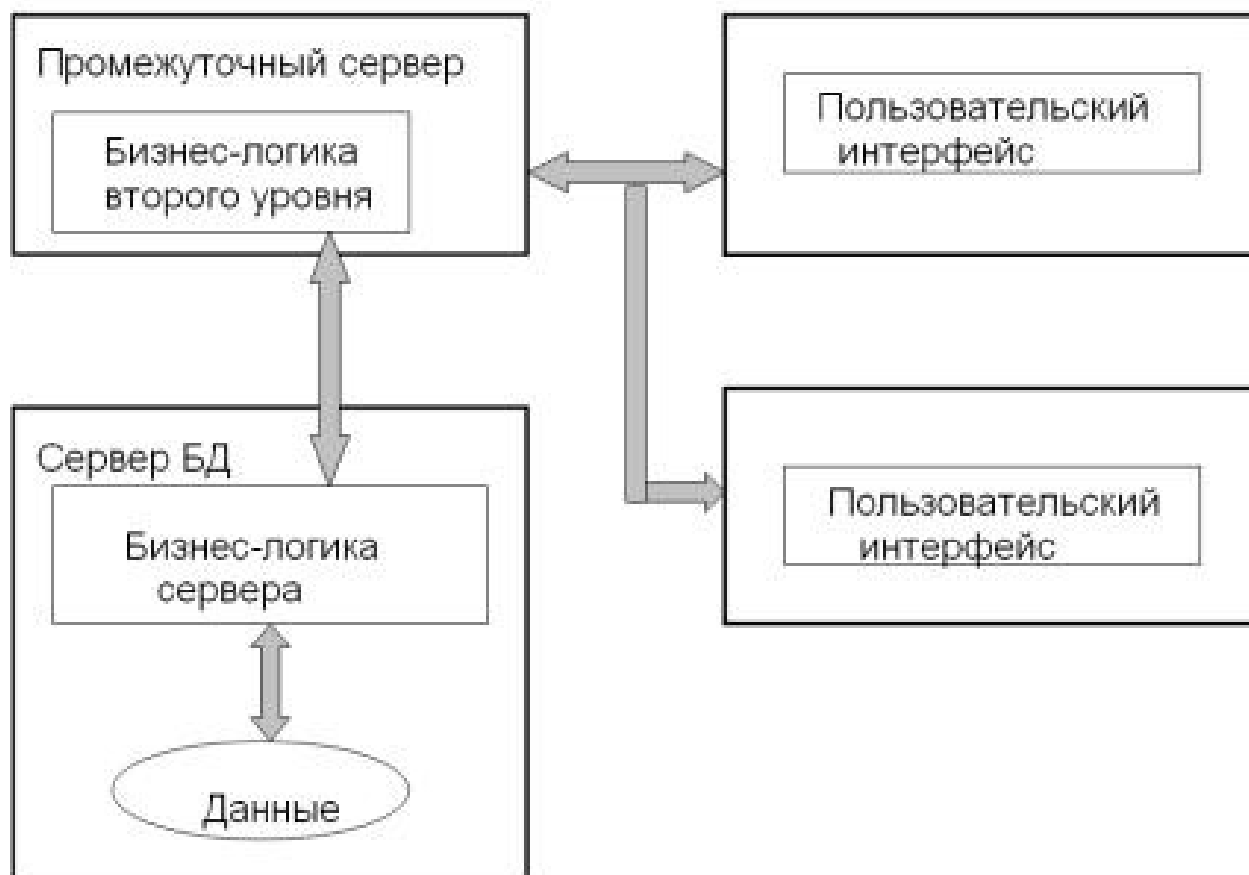 Промежуточный сервер
Бизнес-логика
второго уровня
Пользовательский
интерфейс
Сервер БД
Бизнес-логика
сервера
Данные
Пользовательский
интерфейс